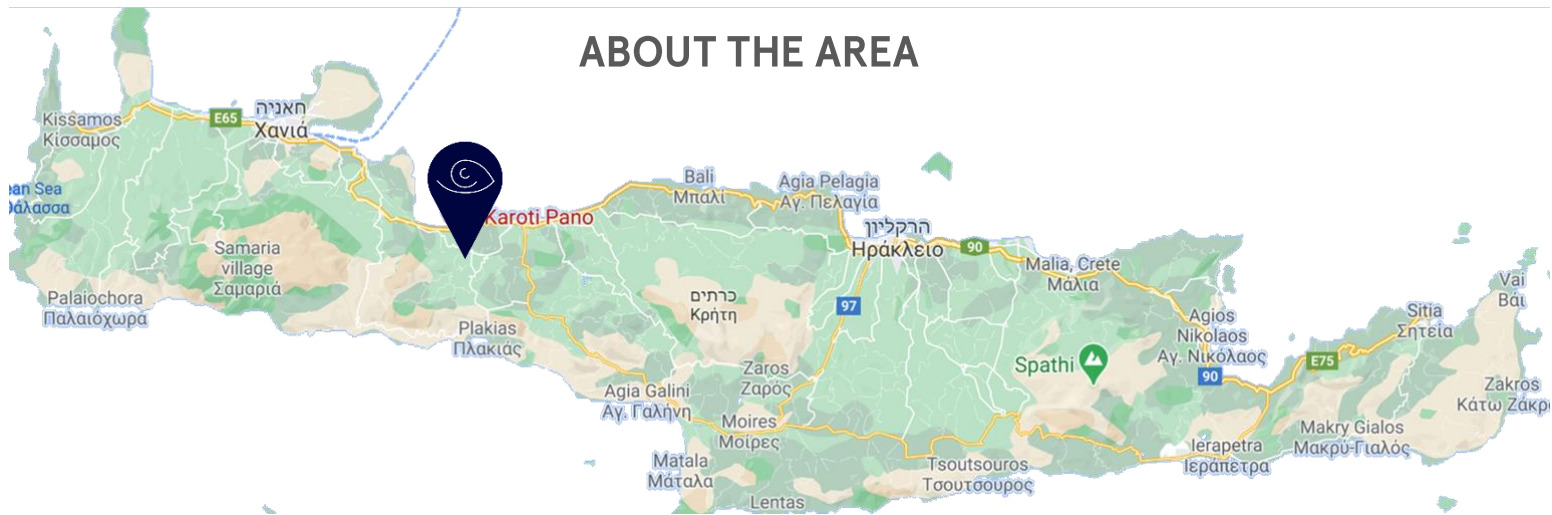 ABOUT THE AREA
Kissamos
Κίσσαμος
E65
חאניה
Χανιά
ean Sea
θάλασσα
Karoti Pano
Bali
Μπαλί
Agia Pelagia
Αγ. Πελαγία
Samaria
village
Σαμαριά
הרקליון
Ηράκλειο
90
Malia, Crete
Μάλια
Palaiochora
Παλαιόχωρα
כרתים
Κρήτη
97
Plakias
Πλακιάς
Agios
Nikolaos
Αγ. Νικόλαος
Vai
Βάι
Sitia
Σητεία
Spathi
90
E75
Zaros
Ζαρός
Agia Galini
Αγ. Γαλήνη
Zakros
Κάτω Ζάκρο
Moires
Μοίρες
Makry Gialos
Μακρύ-Γιαλός
Matala
Μάταλα
Ierapetra
Ιεράπετρα
Tsoutsouros
Τσουτσουρος
Lentas